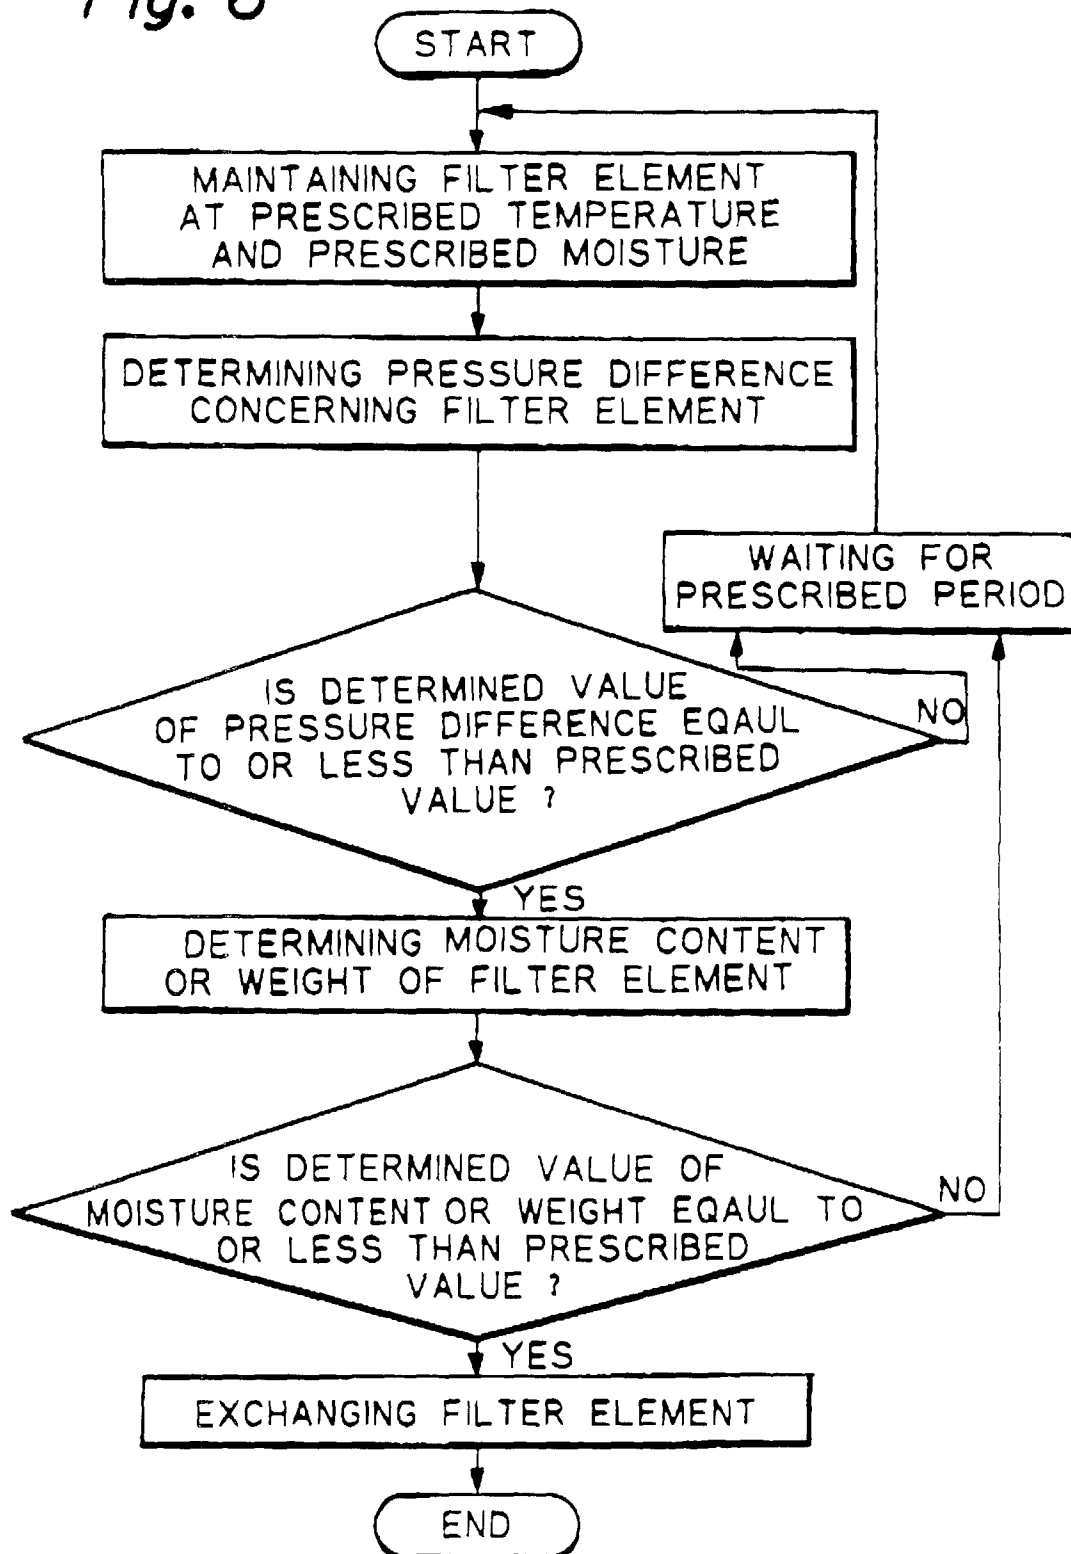 Fig. 6
START
MAINTAINING FILTER ELEMENT
AT PRESCRIBED TEMPERATURE
AND PRESCRIBED MOISTURE
DETERMINING PRESSURE DIFFERENCE
CONCERNING FILTER ELEMENT
WAITING FOR
PRESCRIBED PERIOD
IS DETERMINED VALUE
OF PRESSURE DIFFERENCE EQAUL
TO OR LESS THAN PRESCRIBED
VALUE ?
NO
YES
DETERMINING MOISTURE CONTENT
OR WEIGHT OF FILTER ELEMENT
IS DETERMINED VALUE OF
MOISTURE CONTENT OR WEIGHT EQAUL TO
OR LESS THAN PRESCRIBED
VALUE ?
NO
YES
EXCHANGING FILTER ELEMENT
END